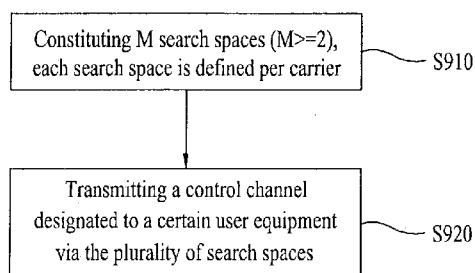 Constituting M search spaces (M>=2),
each search space is defined per carrier
S910
Transmitting a control channel
designated to a certain user equipment
via the plurality of search spaces
S920